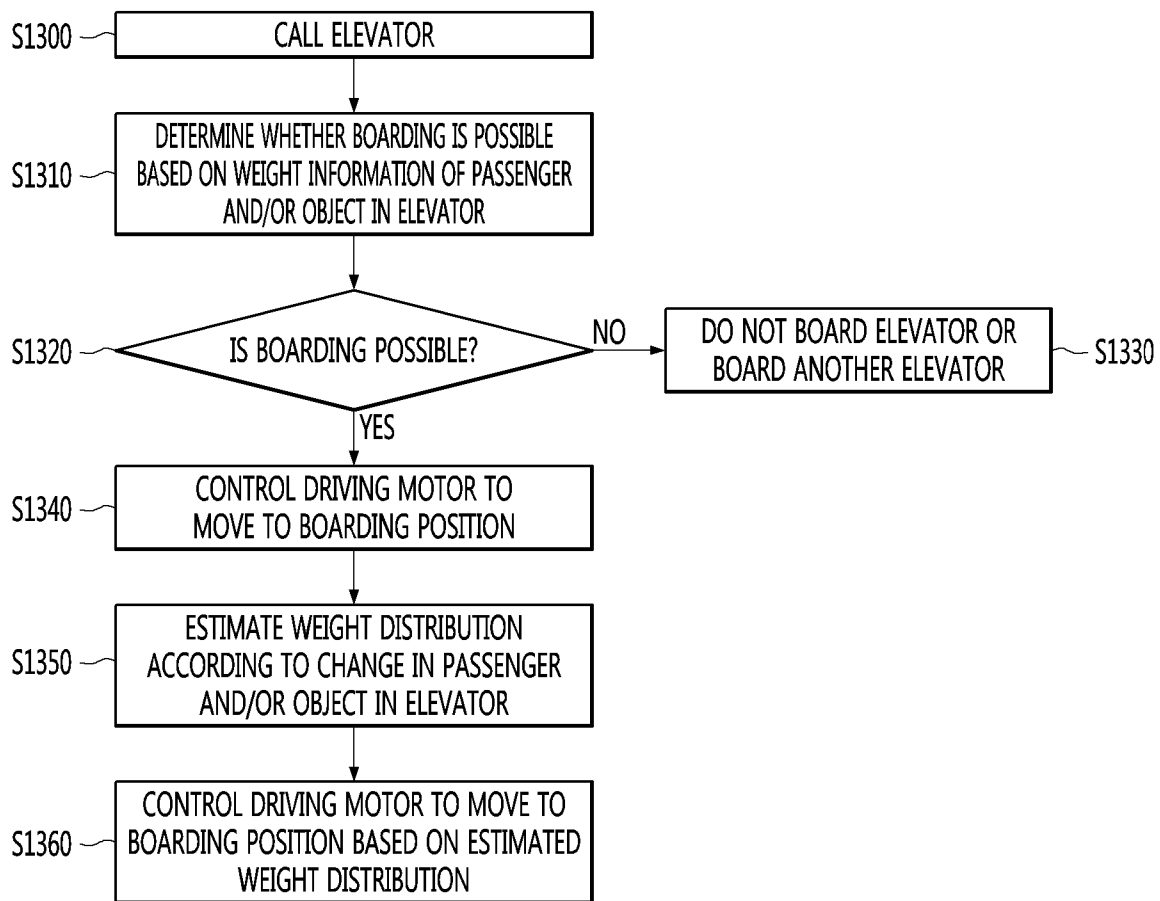 S1300
CALL ELEVATOR
S1310
DETERMINE WHETHER BOARDING IS POSSIBLE
BASED ON WEIGHT INFORMATION OF PASSENGER
AND/OR OBJECT IN ELEVATOR
S1320
IS BOARDING POSSIBLE?
NO
DO NOT BOARD ELEVATOR OR
BOARD ANOTHER ELEVATOR
S1330
YES
S1340
CONTROL DRIVING MOTOR TO
MOVE TO BOARDING POSITION
S1350
ESTIMATE WEIGHT DISTRIBUTION
ACCORDING TO CHANGE IN PASSENGER
AND/OR OBJECT IN ELEVATOR
S1360
CONTROL DRIVING MOTOR TO MOVE TO
BOARDING POSITION BASED ON ESTIMATED
WEIGHT DISTRIBUTION